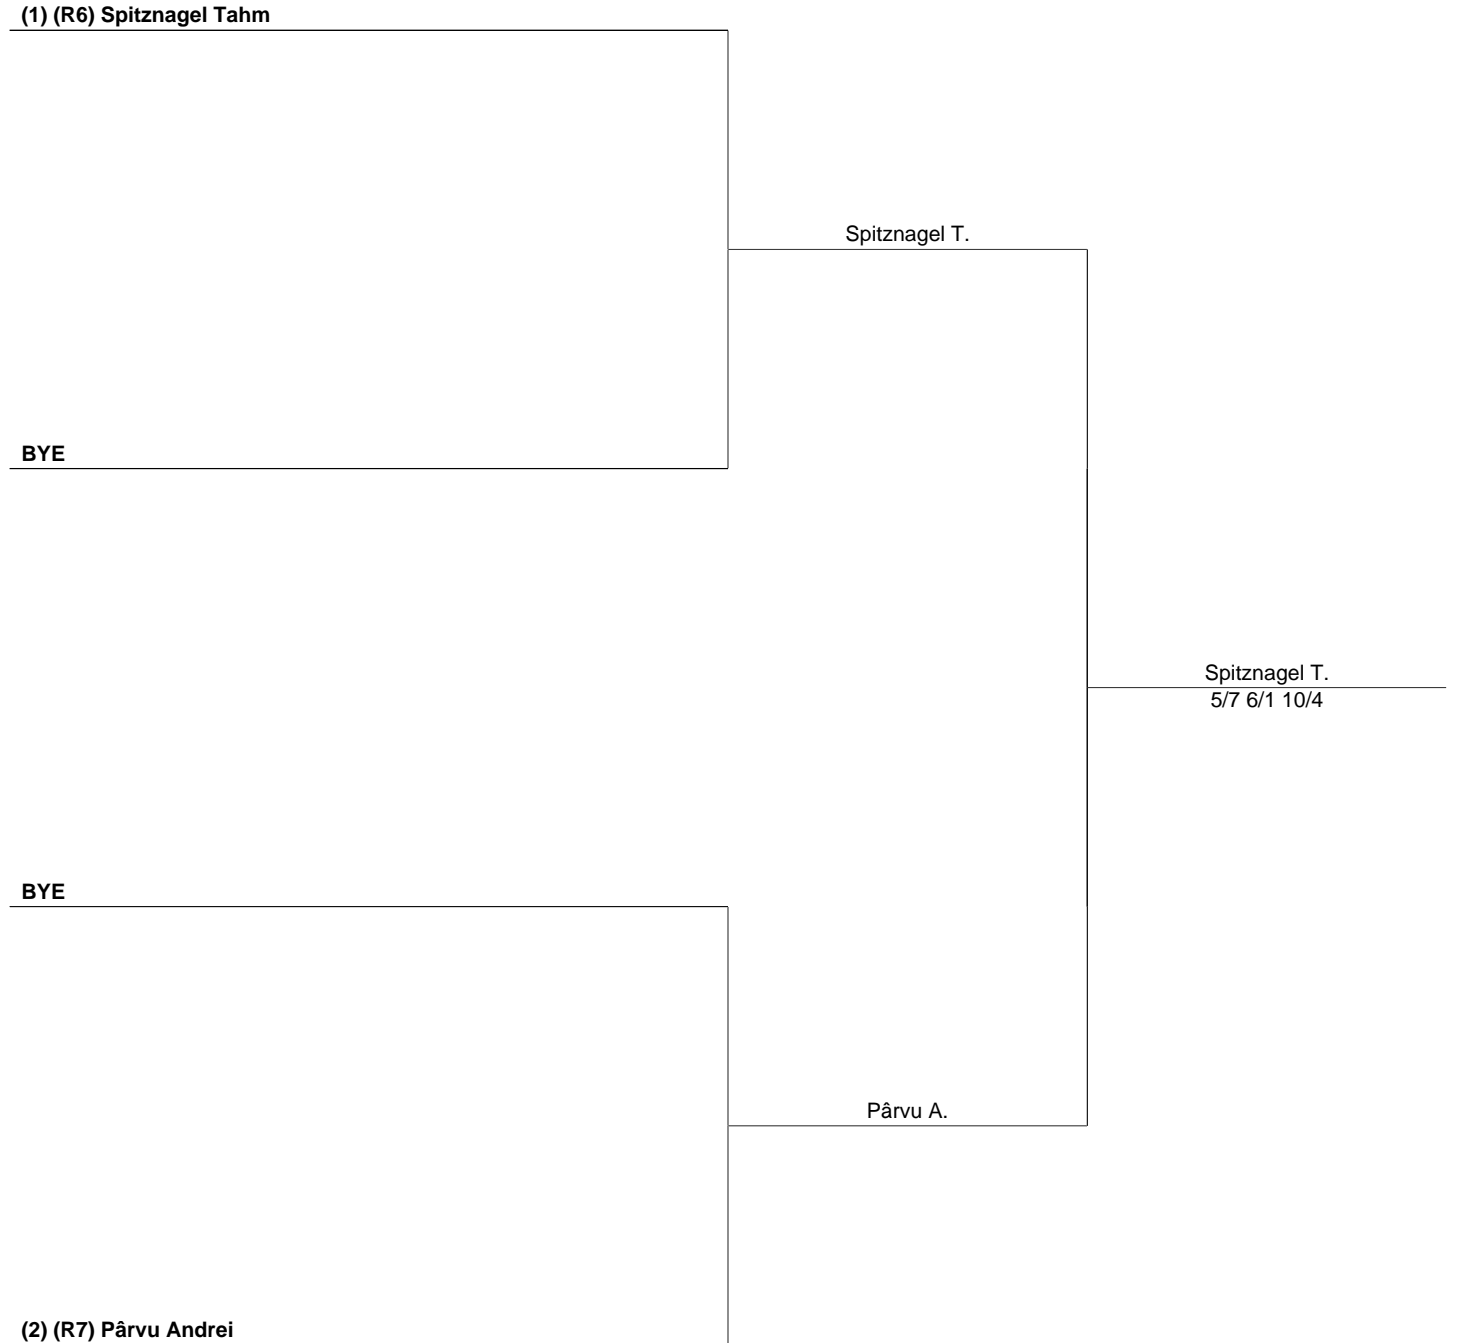 (1) (R6) Spitznagel Tahm
Spitznagel T.
BYE
Spitznagel T.
5/7 6/1 10/4
BYE
Pârvu A.
(2) (R7) Pârvu Andrei